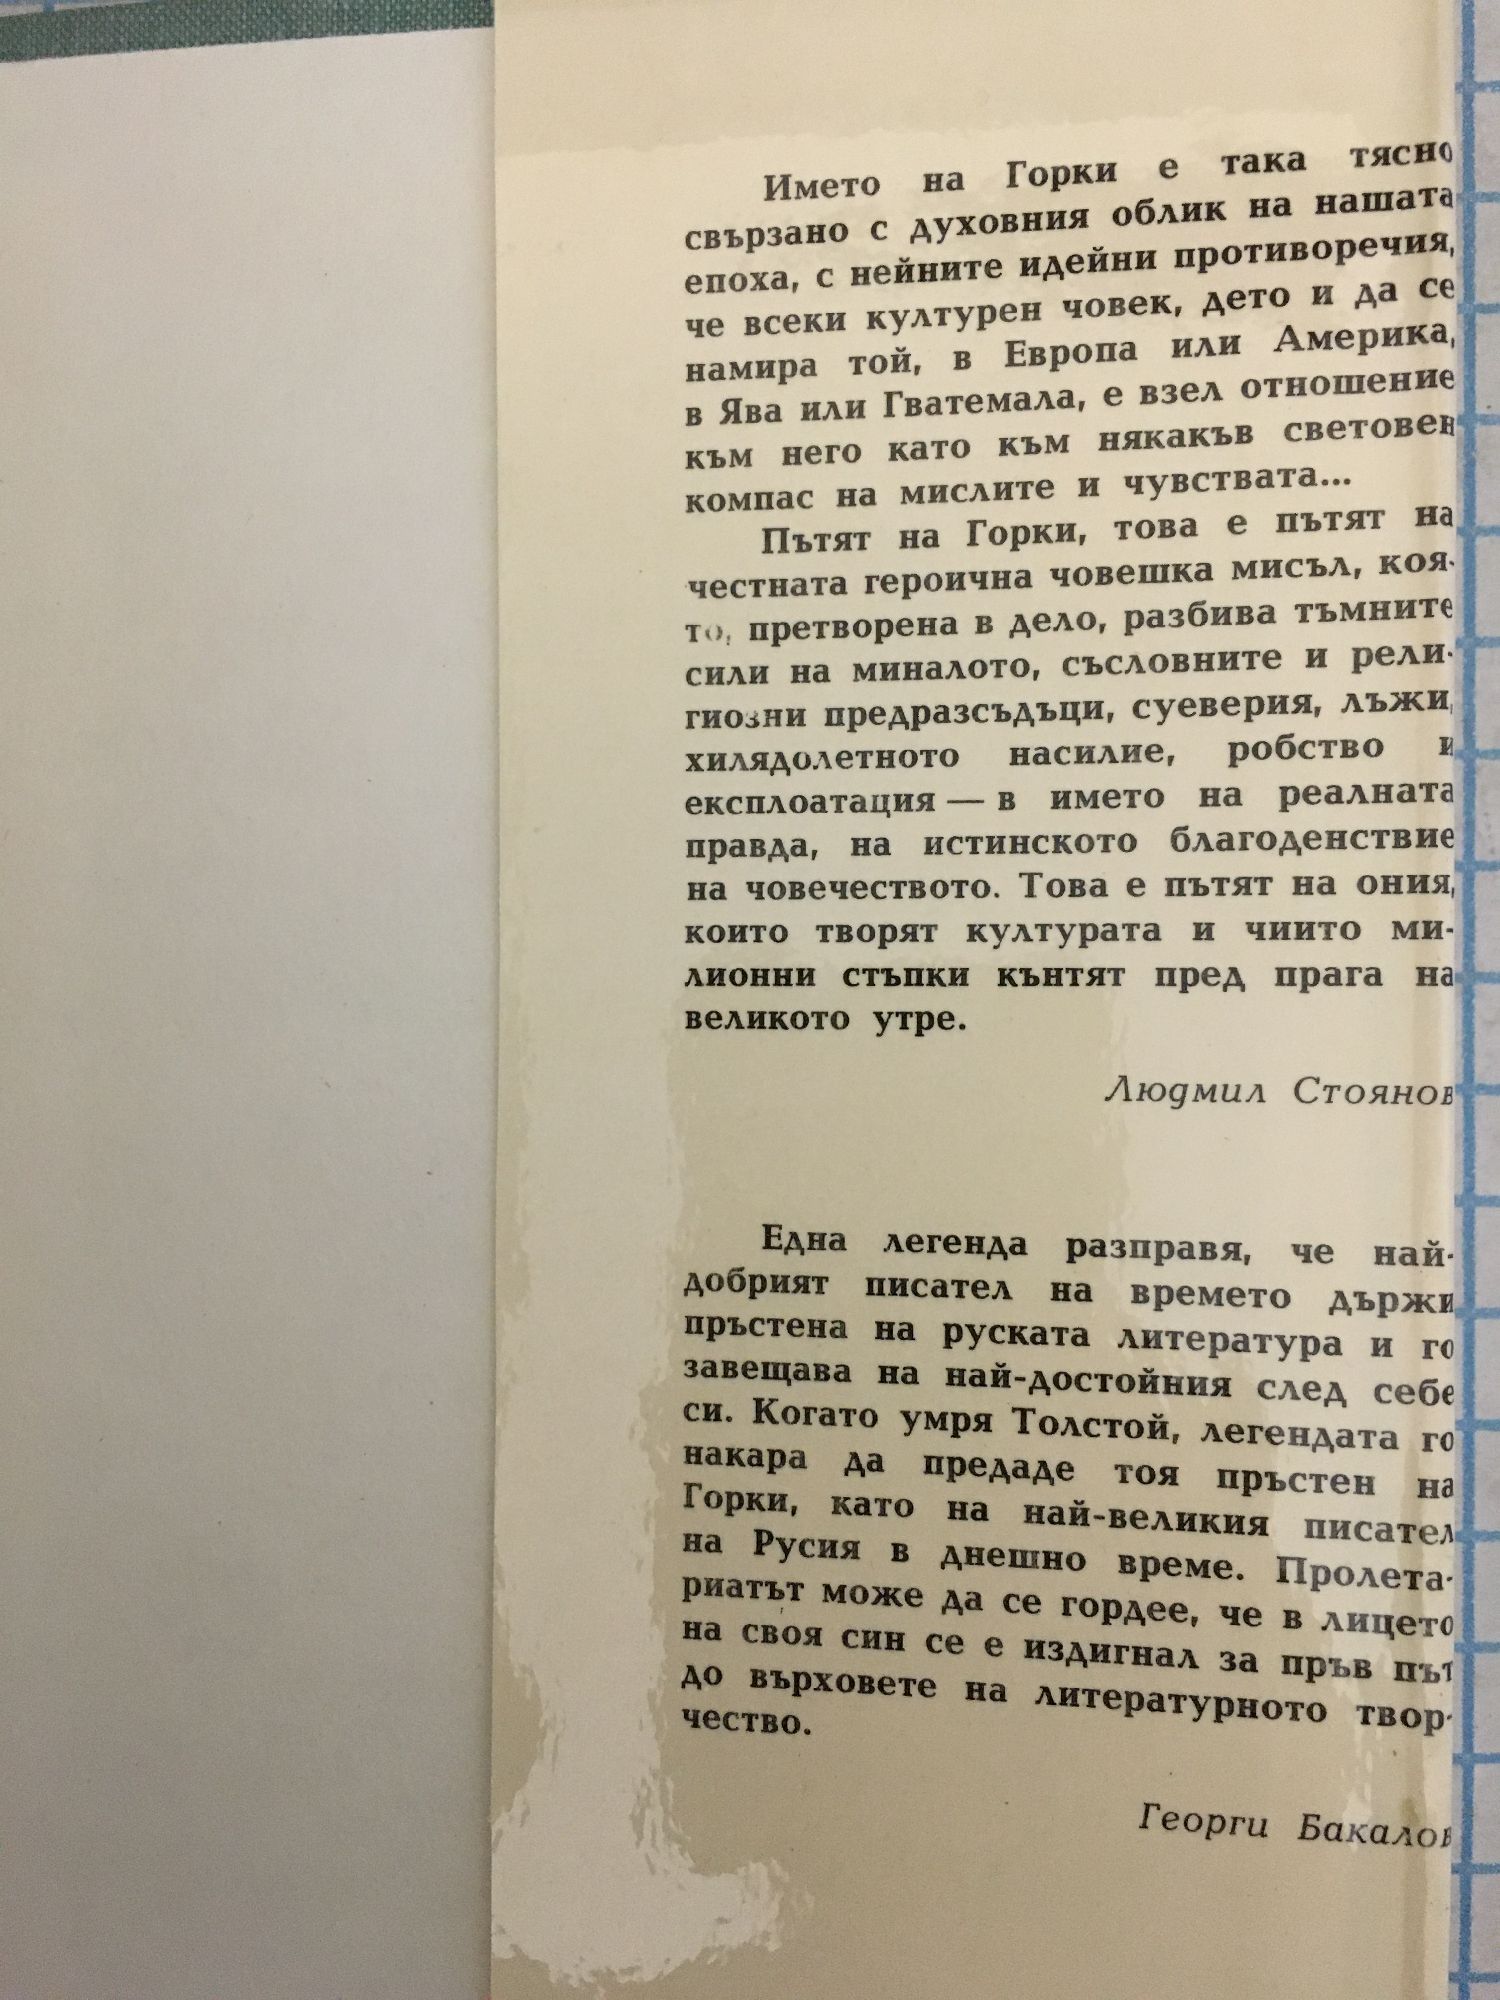 Името на Горки е така тясно
свързано с духовния облик на нашата
епоха, с нейните идейни противоречия,
че всеки културен човек, дето и да се
намира той, в Европа или Америка,
в Ява или Гватемала, е взел отношение
към него като към някакъв световен
компас на мислите и чувствата...
Пътят на Горки, това е пътят на
честната героична човешка мисъл, коя-
то, претворена в дело, разбива тъмните
сили на миналото, съсловните и рели-
гиозни предразсъдъци, суеверия, лъжи,
хилядолетното насилие, робство и
експлоатация — в името на реалната
правда, на истинското благоденствие
на човечеството. Това е пътят на ония,
които творят културата и чиито ми-
лионни стъпки кънтят пред прага на
великото утре.
Людмил Стоянов
Една легенда разправя, че най-
добрият писател на времето държи
пръстена на руската литература и го
завещава на най-достойния след себе
си. Когато умря Толстой, легендата го
накара да предаде тоя пръстен на
Горки, като на най-великия писател
на Русия в днешно време. Пролета-
риатът може да се гордее, че в лицето
на своя син се е издигнал за пръв път
до върховете на литературното твор-
чество.
Георги Бакалов